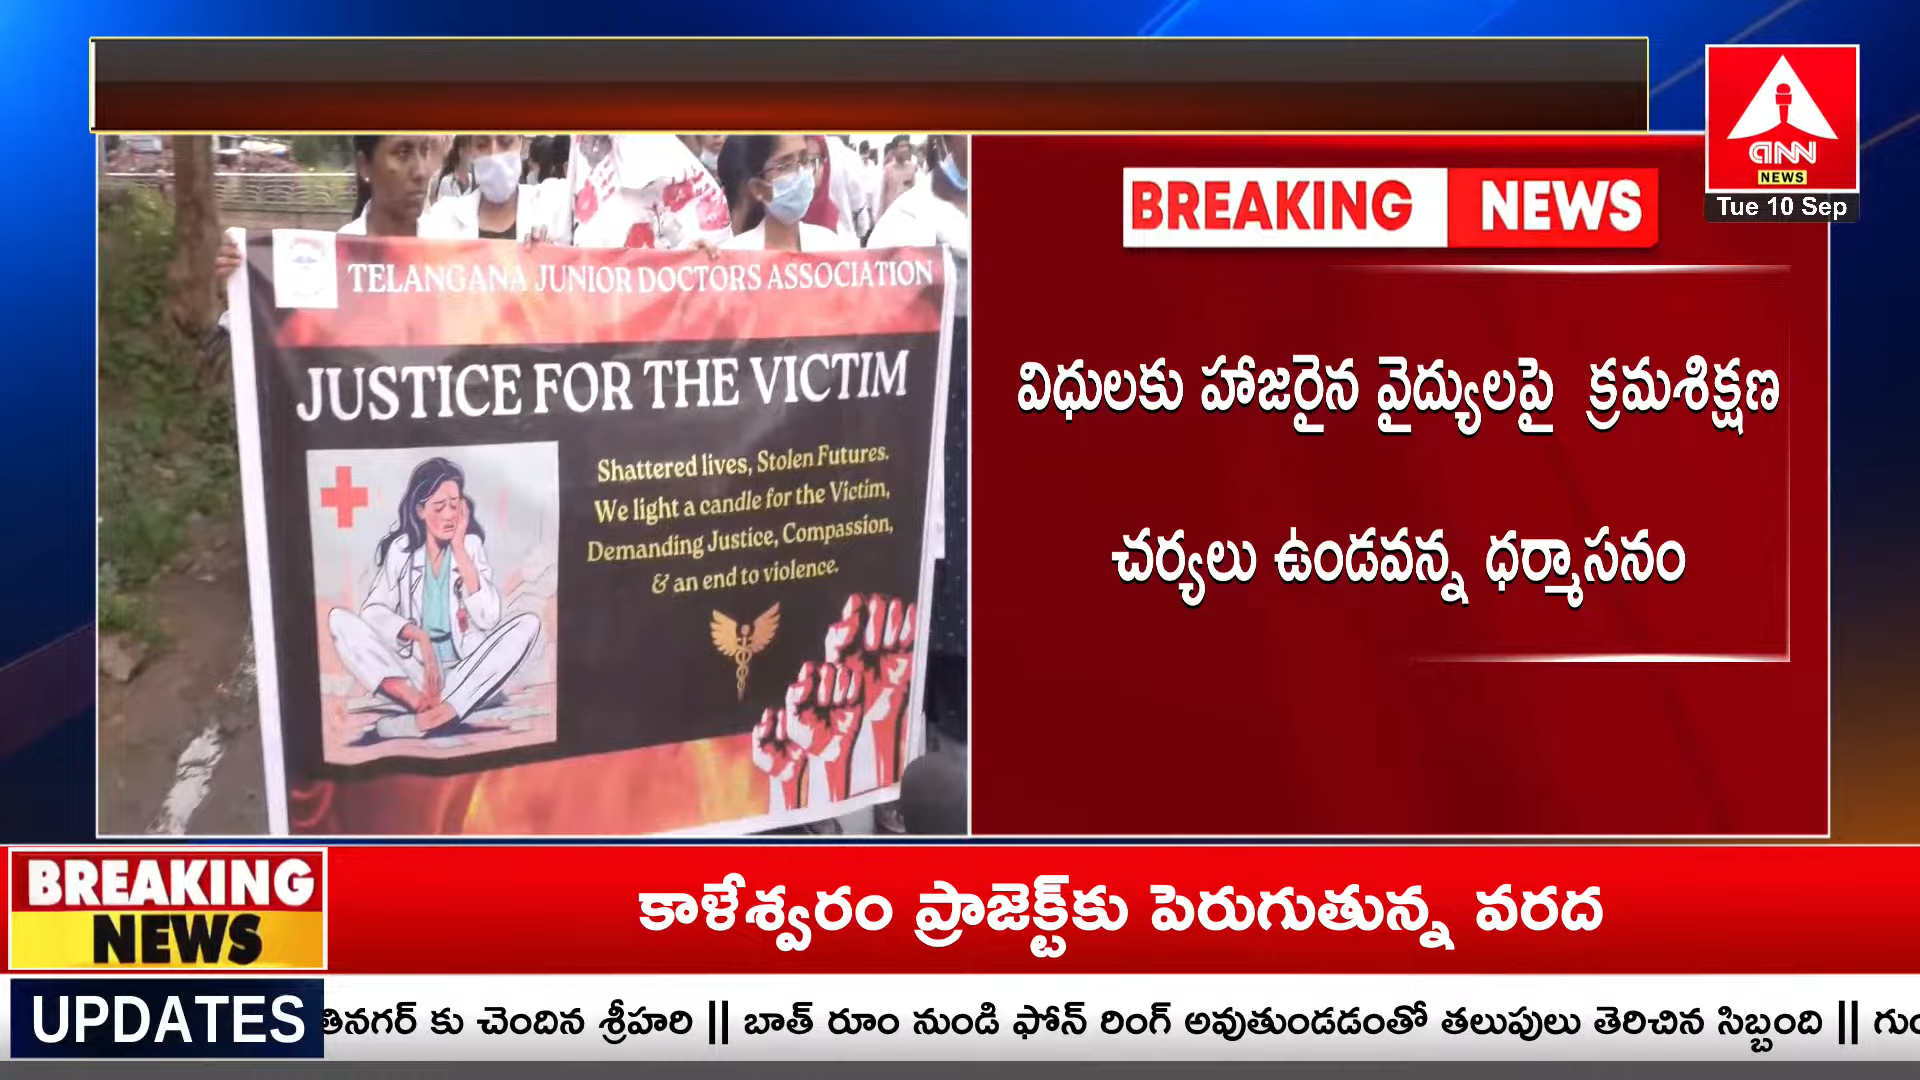 ANN
NEWS
Tue 10 Sep
TELANGANA JUNIOR DOCTORS ASSOCIATION
JUSTICE FOR THE VICTIM
Shattered lives, Stolen Futures.
We light a candle for the Victim,
Demanding Justice, Compassion,
& an end to violence.
BREAKING NEWS
విధులకు హాజరైన వైద్యులపై క్రమశిక్షణ
చర్యలు ఉండవన్న ధర్మాసనం
BREAKING
NEWS
కాళేశ్వరం ప్రాజెక్ట్‌కు పెరుగుతున్న వరద
UPDATES
తినగర్ కు చెందిన శ్రీహరి || బాత్ రూం నుండి ఫోన్ రింగ్ అవుతుండడంతో తలుపులు తెరిచిన సిబ్బంది ||